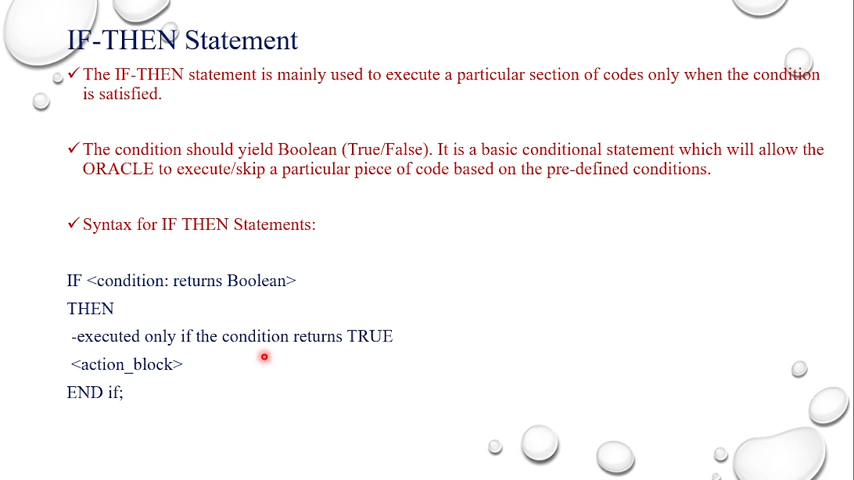 IF-THEN Statement
✓ The IF-THEN statement is mainly used to execute a particular section of codes only when the condition
is satisfied.
✓ The condition should yield Boolean (True/False). It is a basic conditional statement which will allow the
ORACLE to execute/skip a particular piece of code based on the pre-defined conditions.
✓ Syntax for IF THEN Statements:
IF <condition: returns Boolean>
THEN
-executed only if the condition returns TRUE
<action_block>
END if;